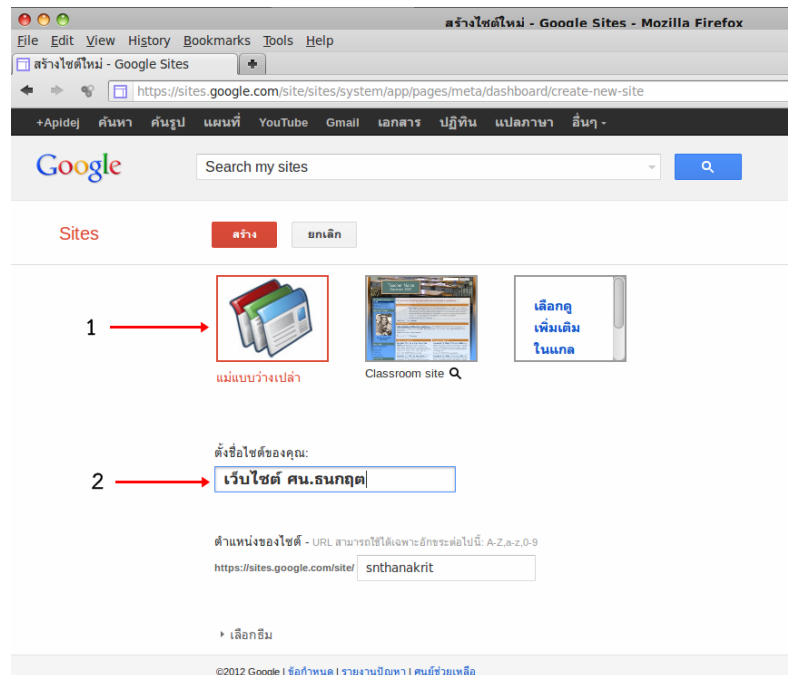 สร้างไซต์ใหม่ - Google Sites - Mozilla Firefox
File Edit View History Bookmarks Tools Help
สร้างไซต์ใหม่ - Google Sites
https://sites.google.com/site/sites/system/app/pages/meta/dashboard/create-new-site
+Apidej ค้นหา ค้นรูป แผนที่ YouTube Gmail เอกสาร ปฏิทิน แปลภาษา อื่นๆ
Google Search my sites
Sites สร้าง ยกเลิก
1
เลือกดู
เพิ่มเติม
ในแกล
แม่แบบว่างเปล่า
Classroom site
ตั้งชื่อไซต์ของคุณ:
2 เว็บไซต์ ศน.ธนกฤต
ตำแหน่งของไซต์ - URL สามารถใช้ได้เฉพาะอักขระต่อไปนี้: A-Z,a-z,0-9
https://sites.google.com/site/ snthanakrit
เลือกธีม
©2012 Google | ข้อกำหนด | รายงานปัญหา | ศูนย์ช่วยเหลือ